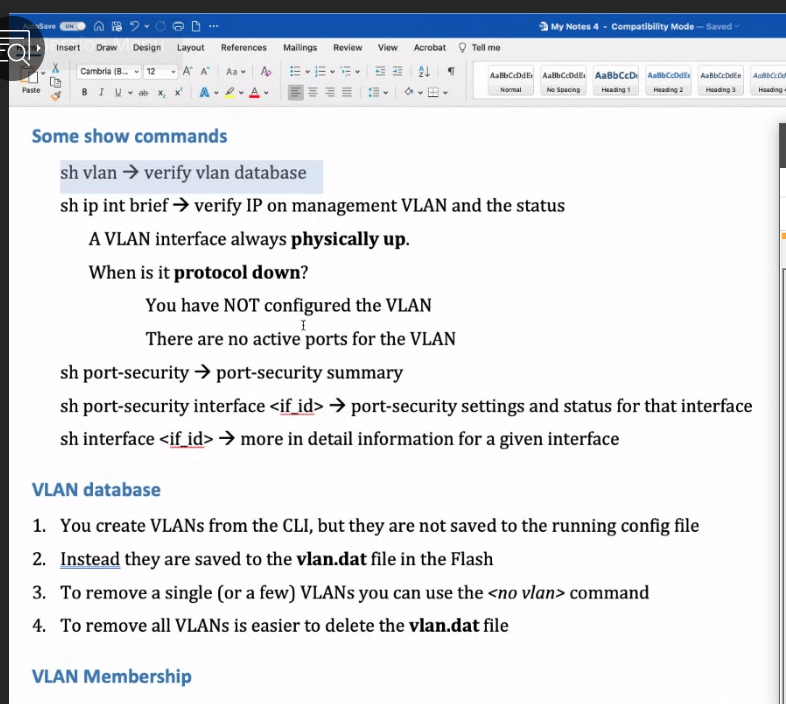 AutoSave ON My Notes 4 - Compatibility Mode — Saved
Insert Draw Design Layout References Mailings Review View Acrobat Tell me
Paste Cambria (B... 12 A^ Aˇ Aa A
B I U ab x, x' A A
AaBbCcDdEe AaBbCcDdEe AaBbCcDc AaBbCcDdEe AaBbCcDdEe
Normal No Spacing Heading 1 Heading 2 Heading 3 Heading
Some show commands
sh vlan → verify vlan database
sh ip int brief → verify IP on management VLAN and the status
A VLAN interface always physically up.
When is it protocol down?
You have NOT configured the VLAN
There are no active ports for the VLAN
sh port-security → port-security summary
sh port-security interface <if_id> → port-security settings and status for that interface
sh interface <if_id> → more in detail information for a given interface
VLAN database
1. You create VLANs from the CLI, but they are not saved to the running config file
2. Instead they are saved to the vlan.dat file in the Flash
3. To remove a single (or a few) VLANs you can use the <no vlan> command
4. To remove all VLANs is easier to delete the vlan.dat file
VLAN Membership